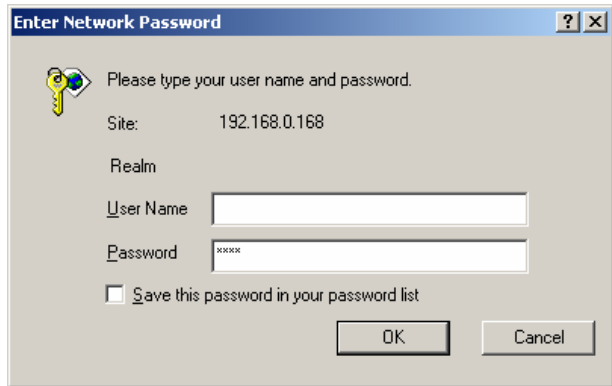 Enter Network Password
Please type your user name and password.
Site: 192.168.0.168
Realm
User Name
Password ****
Save this password in your password list
OK Cancel